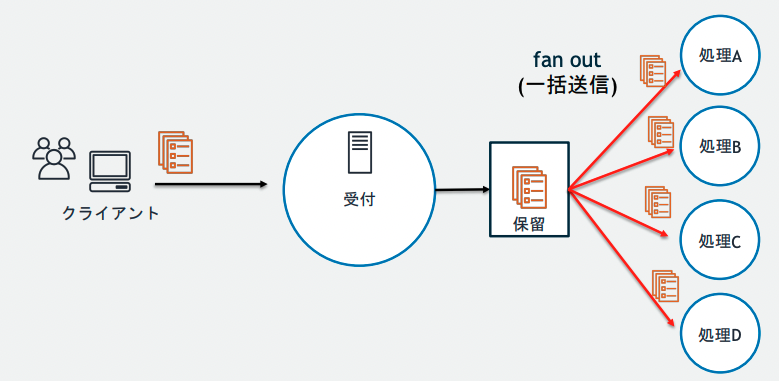 fan out
(一括送信)
クライアント
受付
保留
処理A
処理B
処理C
処理D